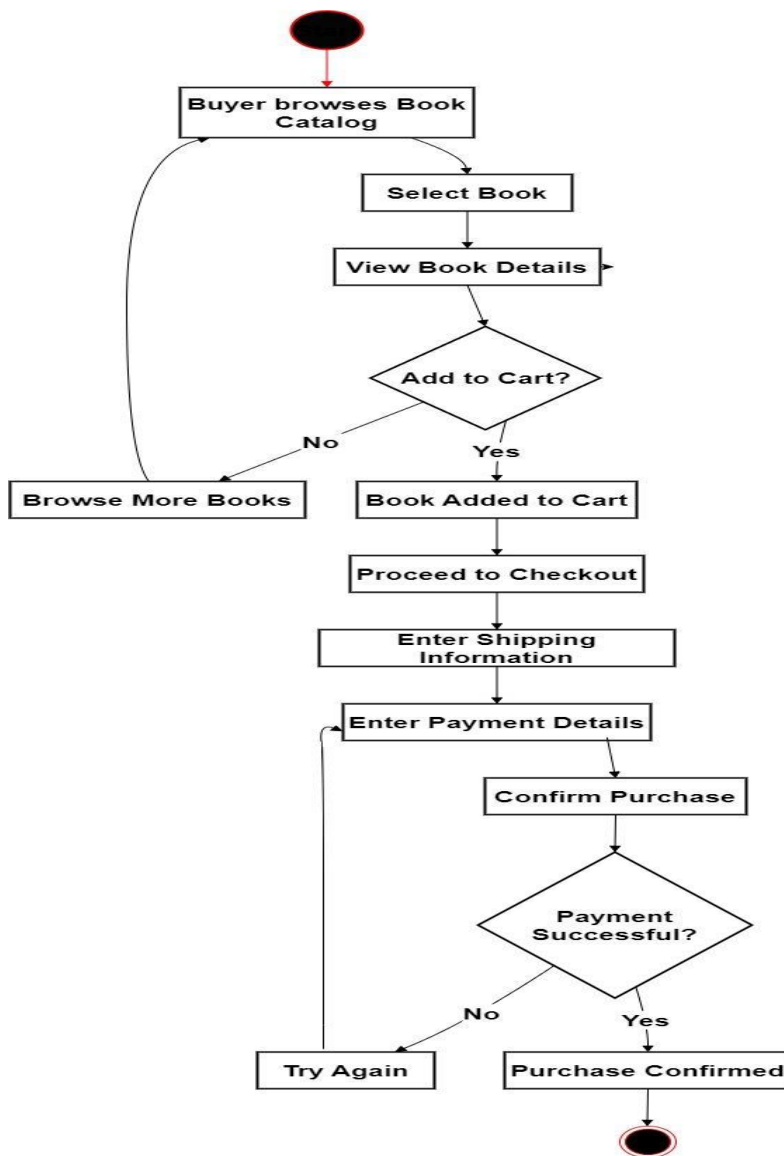 Buyer browses Book
Catalog
Select Book
View Book Details
Add to Cart?
No
Yes
Browse More Books
Book Added to Cart
Proceed to Checkout
Enter Shipping
Information
Enter Payment Details
Confirm Purchase
Payment
Successful?
No
Yes
Try Again
Purchase Confirmed